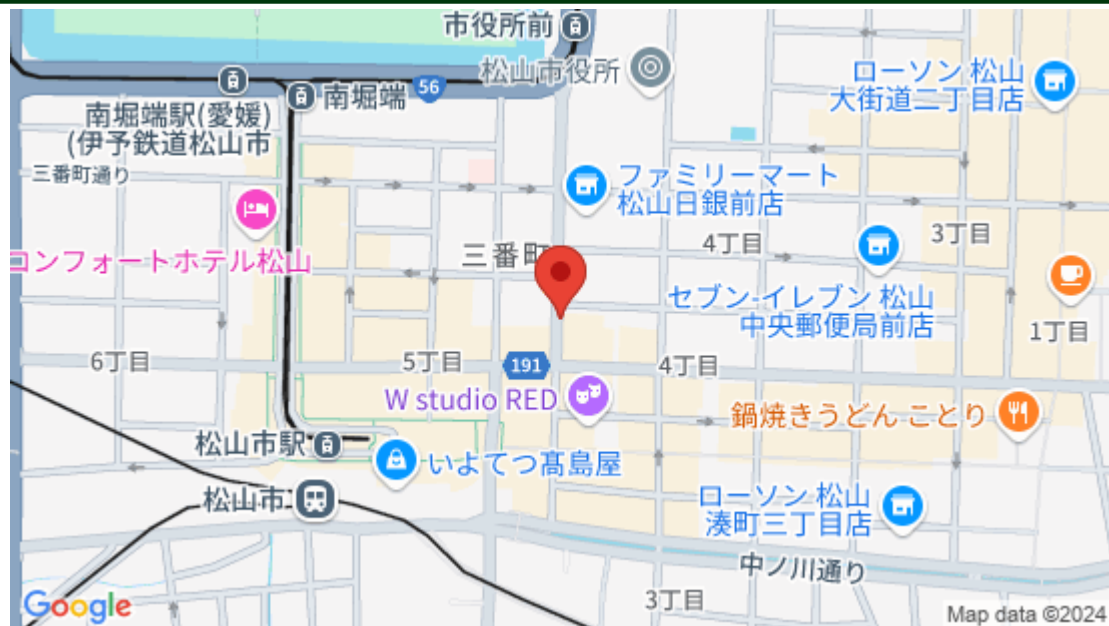 市役所前
松山市役所
ローソン 松山
大街道二丁目店
56
南堀端
南堀端駅(愛媛)
(伊予鉄道松山市
三番町通り
ファミリーマート
松山日銀前店
コンフォートホテル松山
三番町
4丁目
3丁目
セブン-イレブン 松山
中央郵便局前店
1丁目
6丁目
5丁目
191
4丁目
W studio RED
鍋焼きうどん ことり
松山市駅
いよてつ髙島屋
松山市
ローソン 松山
湊町三丁目店
中ノ川通り
3丁目
Google
Map data ©2024